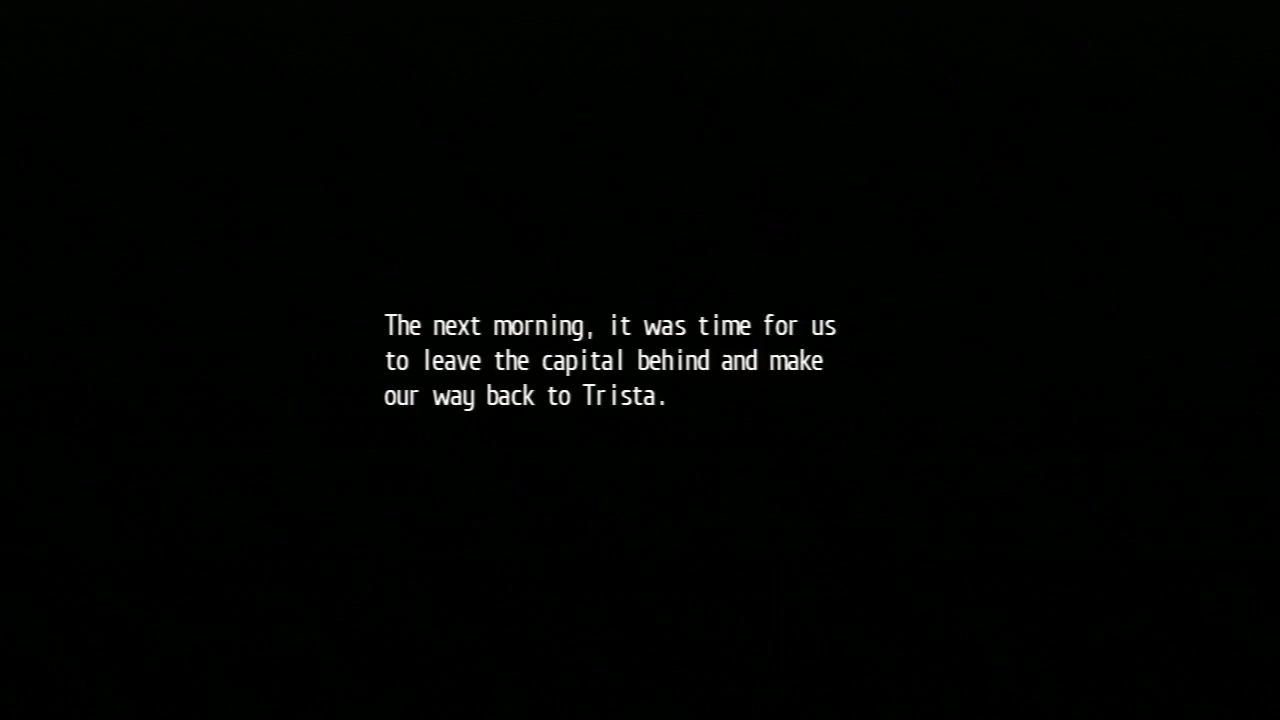 The next morning, it was time for us
to leave the capital behind and make
our way back to Trista.